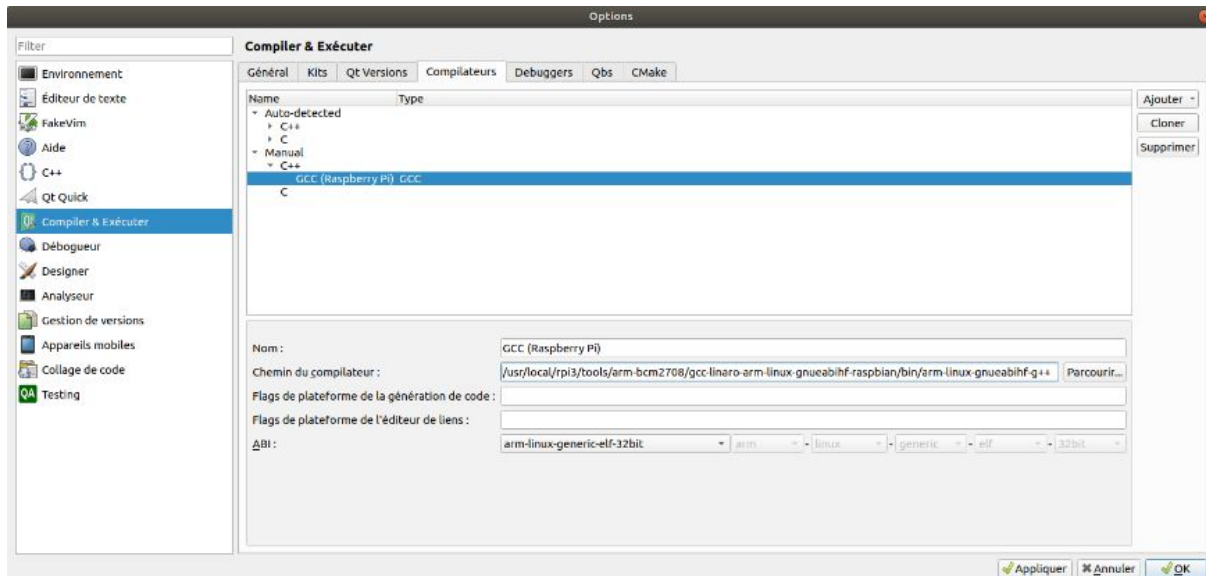 Options
Filter
Environnement
Éditeur de texte
FakeVim
Aide
C++
Qt Quick
Compiler & Exécuter
Débogueur
Designer
Analyseur
Gestion de versions
Appareils mobiles
Collage de code
Testing
Compiler & Exécuter
Général Kits Qt Versions Compilateurs Debuggers Qbs CMake
Name Type
Auto-detected
C++
C
Manual
C++
GCC (Raspberry Pi) GCC
C
Ajouter
Cloner
Supprimer
Nom : GCC (Raspberry Pi)
Chemin du compilateur : /usr/local/rpi3/tools/arm-bcm2708/gcc-linaro-arm-linux-gnueabihf-raspbian/bin/arm-linux-gnueabihf-g++ Parcourir...
Flags de plateforme de la génération de code :
Flags de plateforme de l'éditeur de liens :
ABI : arm-linux-generic-elf-32bit arm - linux - generic - elf - 32bit
Appliquer Annuler OK